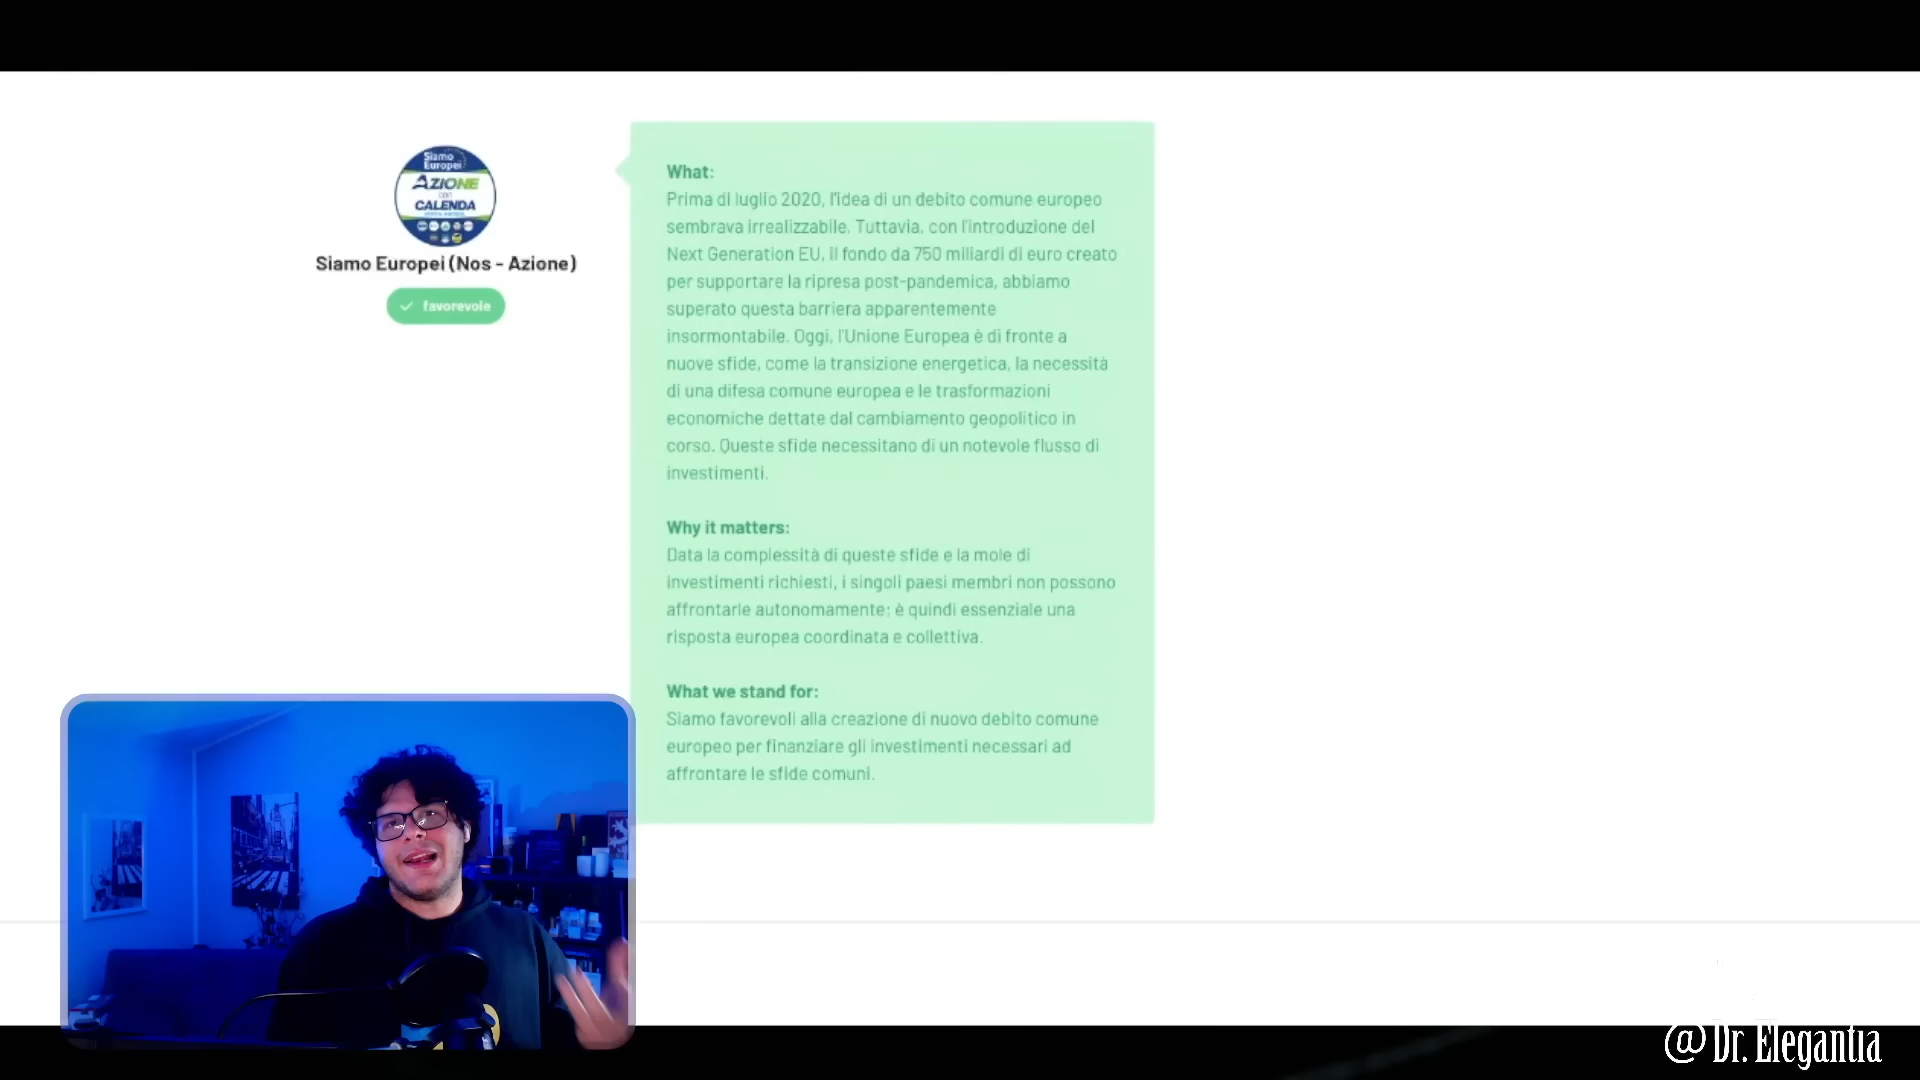 Siamo
Europei
AZIONE
con
CALENDA
Siamo Europei (Nos - Azione)
favorevole
What:
Prima di luglio 2020, l'idea di un debito comune europeo
sembrava irrealizzabile. Tuttavia, con l'introduzione del
Next Generation EU, il fondo da 750 miliardi di euro creato
per supportare la ripresa post-pandemica, abbiamo
superato questa barriera apparentemente
insormontabile. Oggi, l'Unione Europea è di fronte a
nuove sfide, come la transizione energetica, la necessità
di una difesa comune europea e le trasformazioni
economiche dettate dal cambiamento geopolitico in
corso. Queste sfide necessitano di un notevole flusso di
investimenti.
Why it matters:
Data la complessità di queste sfide e la mole di
investimenti richiesti, i singoli paesi membri non possono
affrontarle autonomamente; è quindi essenziale una
risposta europea coordinata e collettiva.
What we stand for:
Siamo favorevoli alla creazione di nuovo debito comune
europeo per finanziare gli investimenti necessari ad
affrontare le sfide comuni.
@Dr. Elegantia